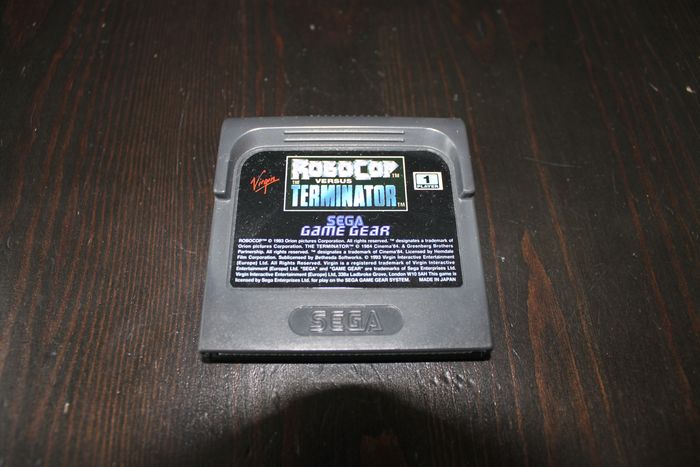 Virgin
ROBOCOP™
VERSUS
THE TERMINATOR™
1
PLAYER
SEGA
GAME GEAR
ROBOCOP™ © 1993 Orion pictures Corporation. All rights reserved. ™ designates a trademark of
Orion pictures corporation. THE TERMINATOR™ © 1984 Cinema'84. & Greenberg Brothers
Partnership. All rights reserved. ™ designates a trademark of Cinema'84. Licensed by Hemdale
Film Corporation. Sublicensed by Bethesda Softworks. © 1993 Virgin Interactive Entertainment
(Europe) Ltd. All Rights Reserved. Virgin is a registered trademark of Virgin Interactive
Entertainment (Europe) Ltd. "SEGA" and "GAME GEAR" are trademarks of Sega Enterprises Ltd.
Virgin Interactive Entertainment (Europe) Ltd, 338a Ladbroke Grove, London W10 5AH This game is
licensed by Sega Enterprises Ltd. for play on the SEGA GAME GEAR SYSTEM. MADE IN JAPAN
SEGA